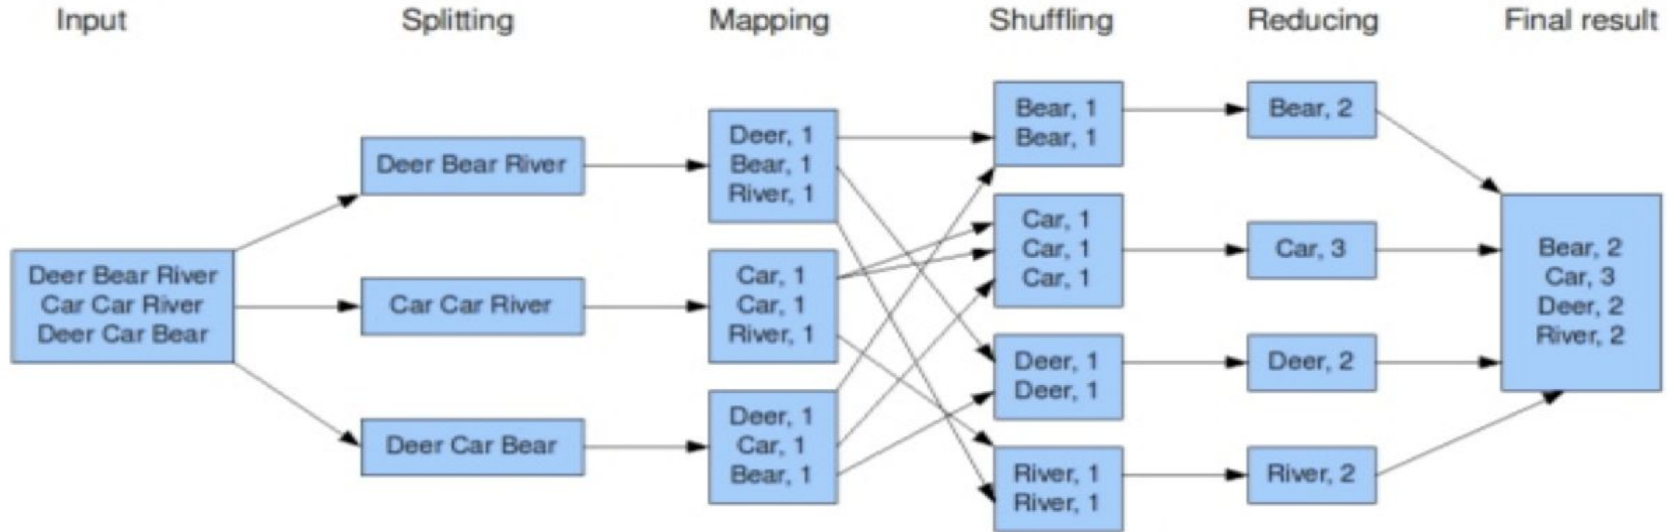 Input
Splitting
Mapping
Shuffling
Reducing
Final result
Deer Bear River
Car Car River
Deer Car Bear
Deer Bear River
Car Car River
Deer Car Bear
Deer, 1
Bear, 1
River, 1
Car, 1
Car, 1
River, 1
Deer, 1
Car, 1
Bear, 1
Bear, 1
Bear, 1
Car, 1
Car, 1
Car, 1
Deer, 1
Deer, 1
River, 1
River, 1
Bear, 2
Car, 3
Deer, 2
River, 2
Bear, 2
Car, 3
Deer, 2
River, 2